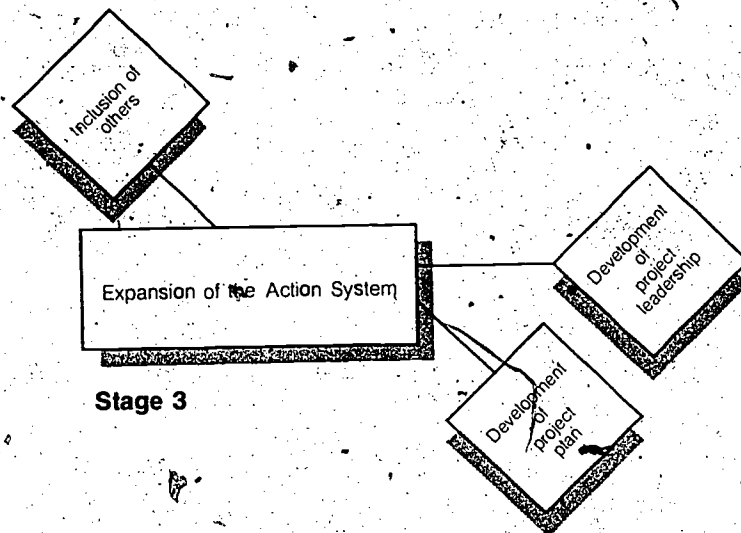 Inclusion of
others
Expansion of the Action System
Development
of
project
leadership
Stage 3
Development
of
project
plan